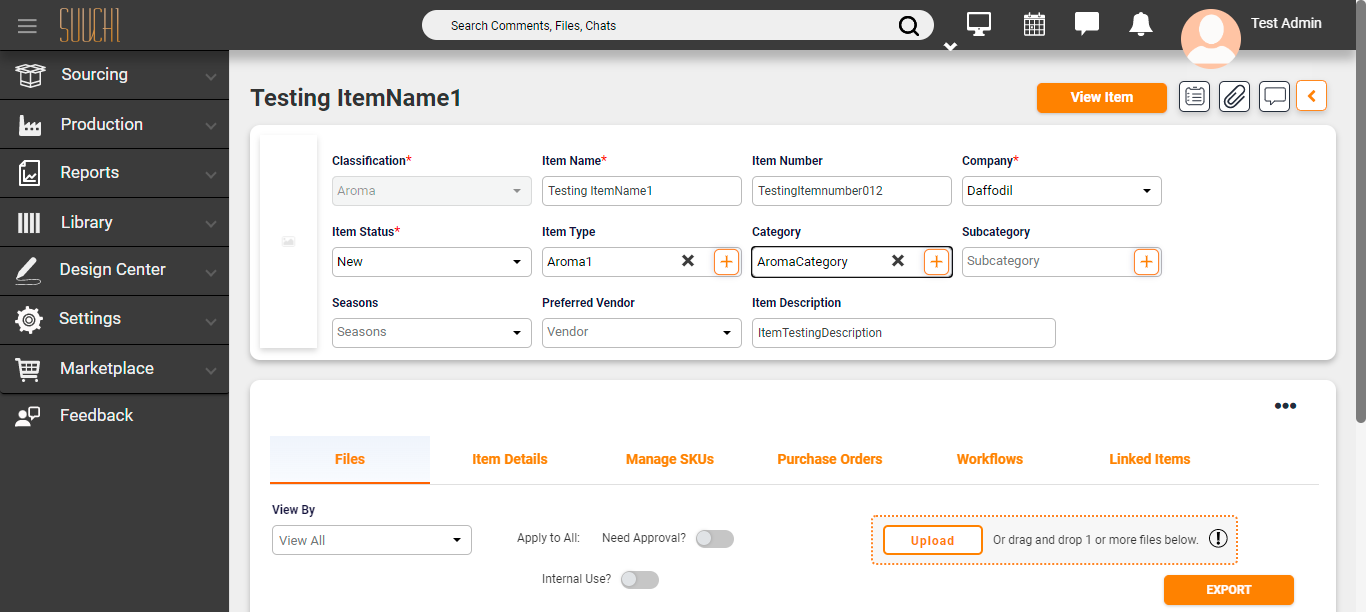 SUUCHI
Search Comments, Files, Chats
Test Admin
Sourcing
Production
Reports
Library
Design Center
Settings
Marketplace
Feedback
Testing ItemName1
View Item
Classification*
Item Name*
Item Number
Company*
Aroma
Testing ItemName1
TestingItemnumber012
Daffodil
Item Status*
Item Type
Category
Subcategory
New
Aroma1
AromaCategory
Subcategory
Seasons
Preferred Vendor
Item Description
Seasons
Vendor
ItemTestingDescription
Files
Item Details
Manage SKUs
Purchase Orders
Workflows
Linked Items
View By
View All
Apply to All:
Need Approval?
Internal Use?
Upload
Or drag and drop 1 or more files below.
EXPORT